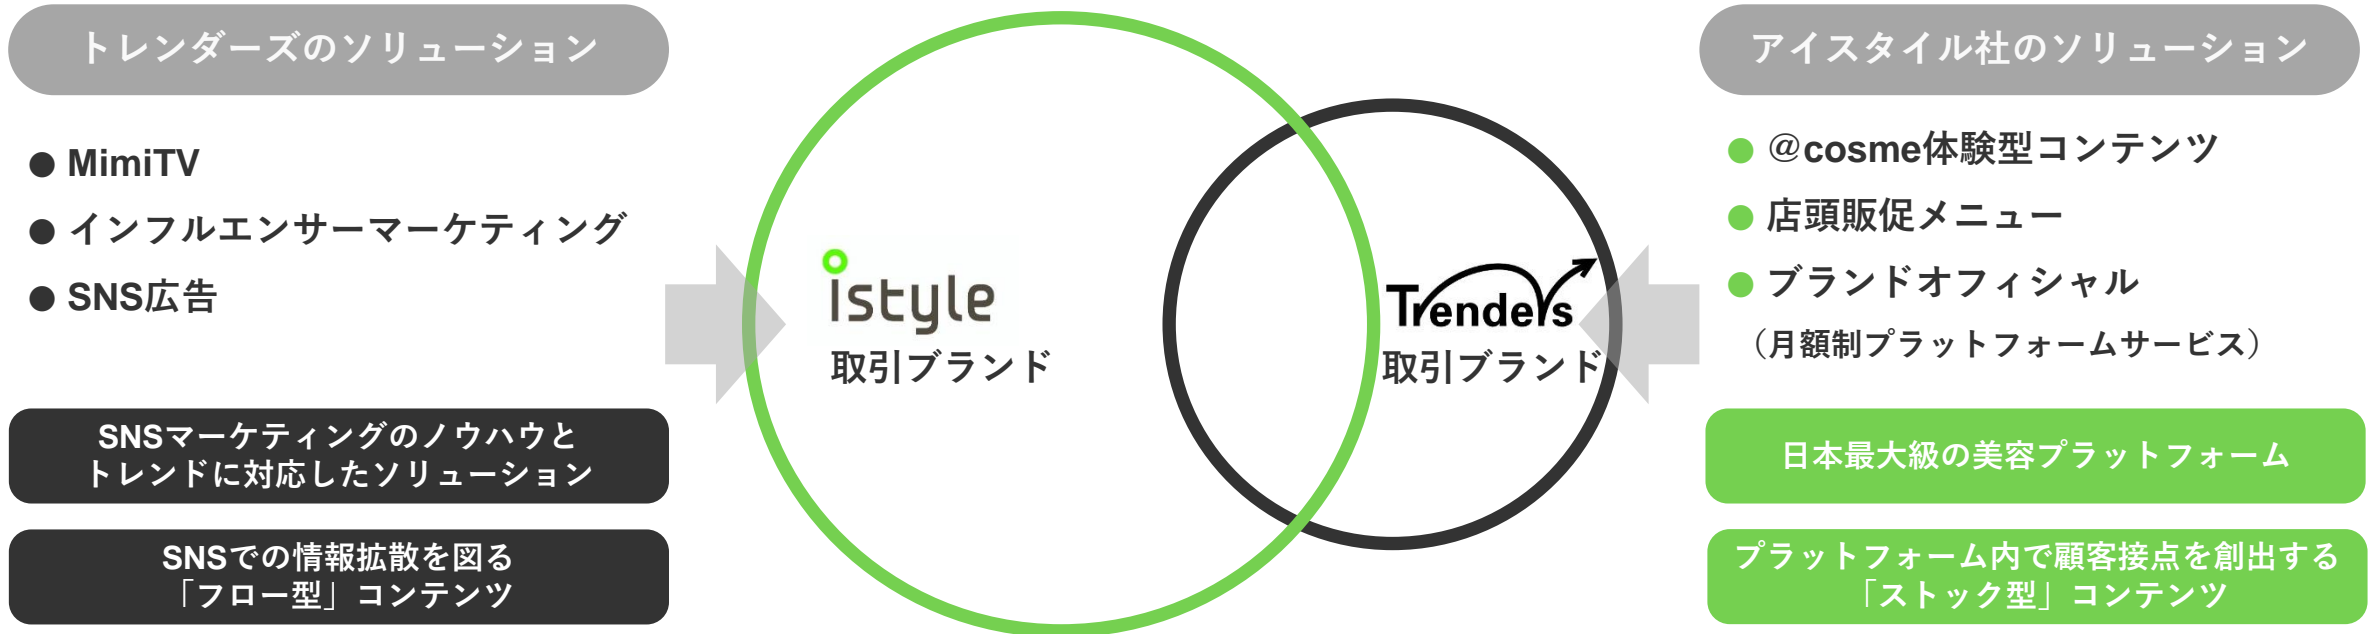 トレンダーズのソリューション
● MimiTV
● インフルエンサーマーケティング
● SNS広告
SNSマーケティングのノウハウと
トレンドに対応したソリューション
SNSでの情報拡散を図る
「フロー型」コンテンツ
istyle
取引ブランド
Trenders
取引ブランド
アイスタイル社のソリューション
● @cosme体験型コンテンツ
● 店頭販促メニュー
● ブランドオフィシャル
（月額制プラットフォームサービス）
日本最大級の美容プラットフォーム
プラットフォーム内で顧客接点を創出する
「ストック型」コンテンツ